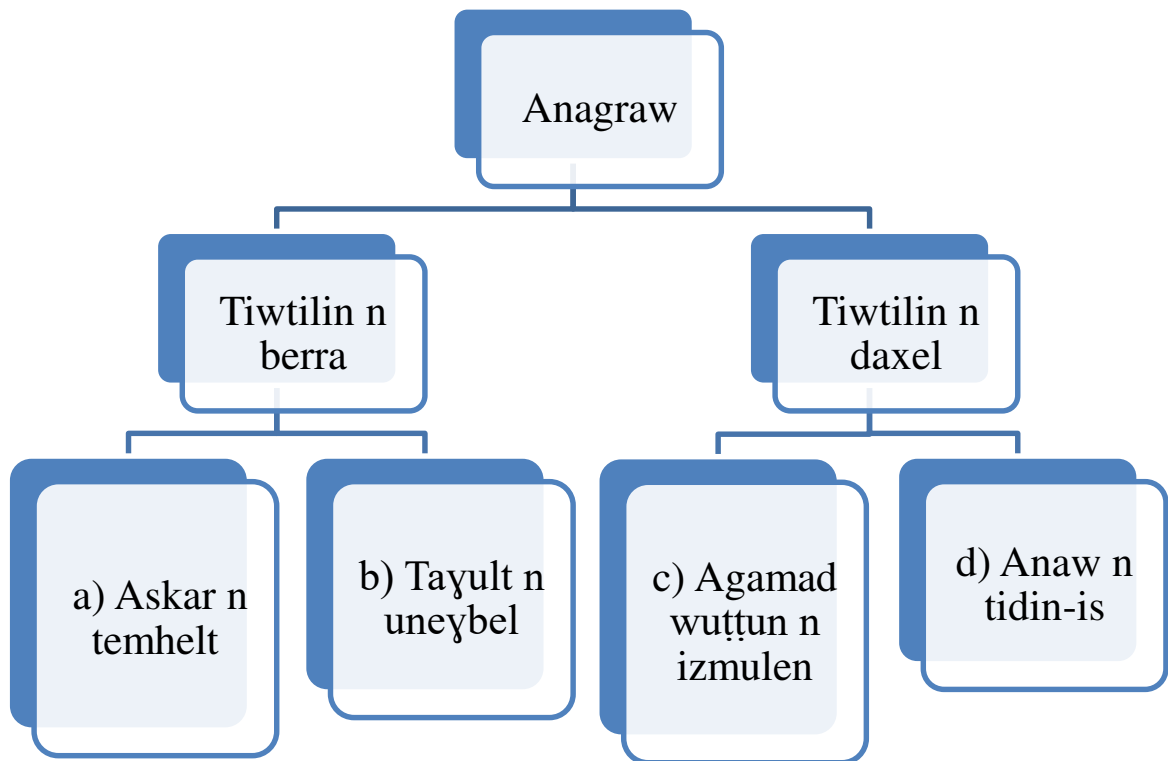 Anagraw
Tiwtilin n
berra
Tiwtilin n
daxel
a) Askar n
temhelt
b) Taɣult n
uneɣbel
c) Agamad
wuṭṭun n
izmulen
d) Anaw n
tidin-is